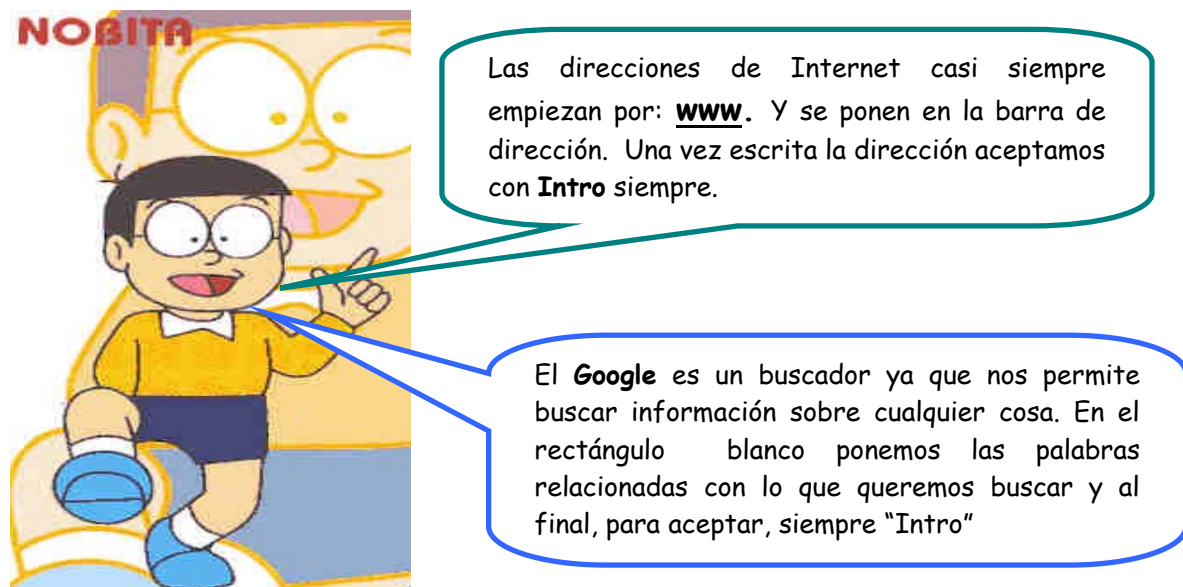 NOBITA
Las direcciones de Internet casi siempre
empiezan por: www. Y se ponen en la barra de
dirección. Una vez escrita la dirección aceptamos
con Intro siempre.
El Google es un buscador ya que nos permite
buscar información sobre cualquier cosa. En el
rectángulo blanco ponemos las palabras
relacionadas con lo que queremos buscar y al
final, para aceptar, siempre “Intro”